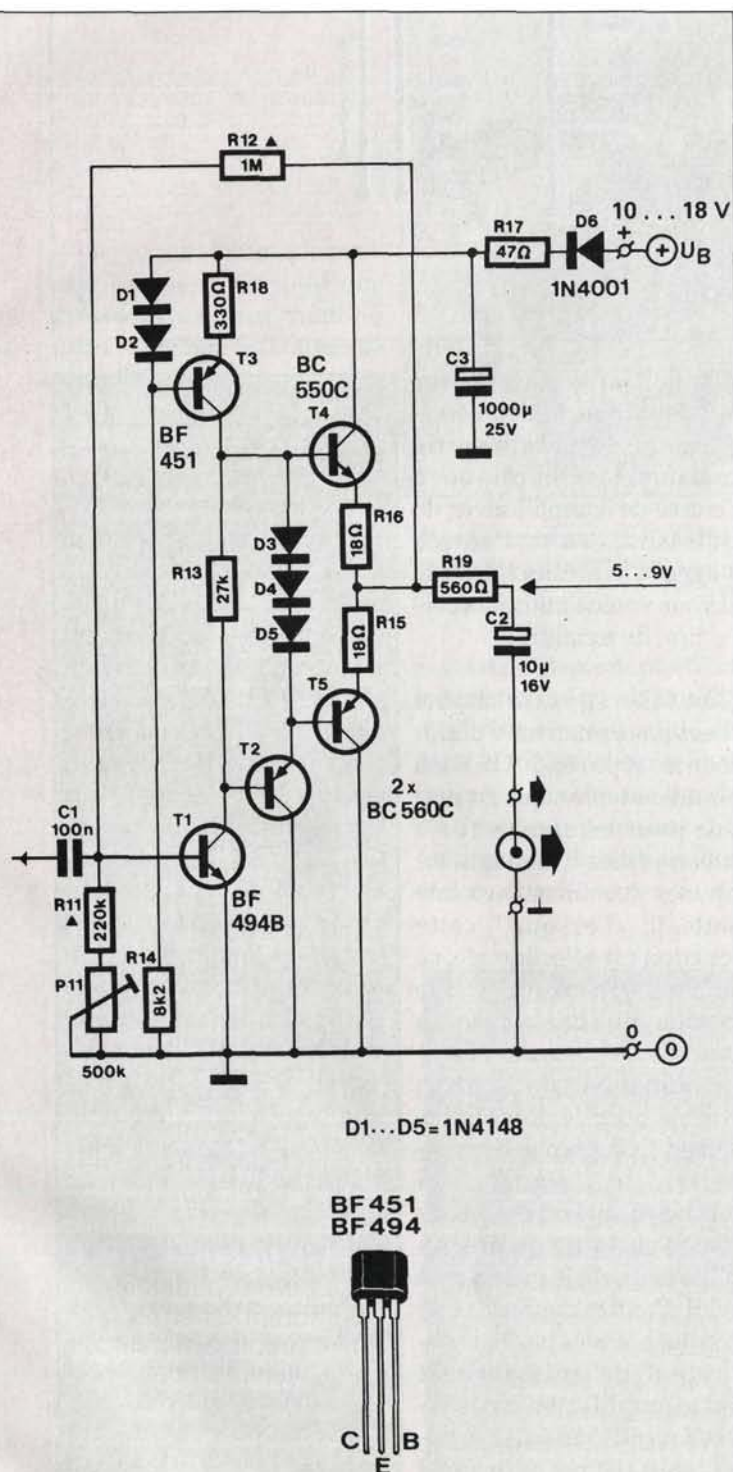 R12 ▲
1M
10 ... 18 V
R17
D6
+
47Ω
+
UB
1N4001
D1
330Ω
R18
D2
T3
BC
550C
C3
T4
1000µ
25V
BF
451
R16
D3
18Ω
R13
27k
D4
R19
5...9V
560Ω
D5
R15
C2
18Ω
10µ
16V
T2
T5
C1
100n
T1
2x
BC560C
R11
▲
220k
BF
494B
P11
R14
8k2
0
0
500k
D1...D5=1N4148
BF451
BF494
C
B
E